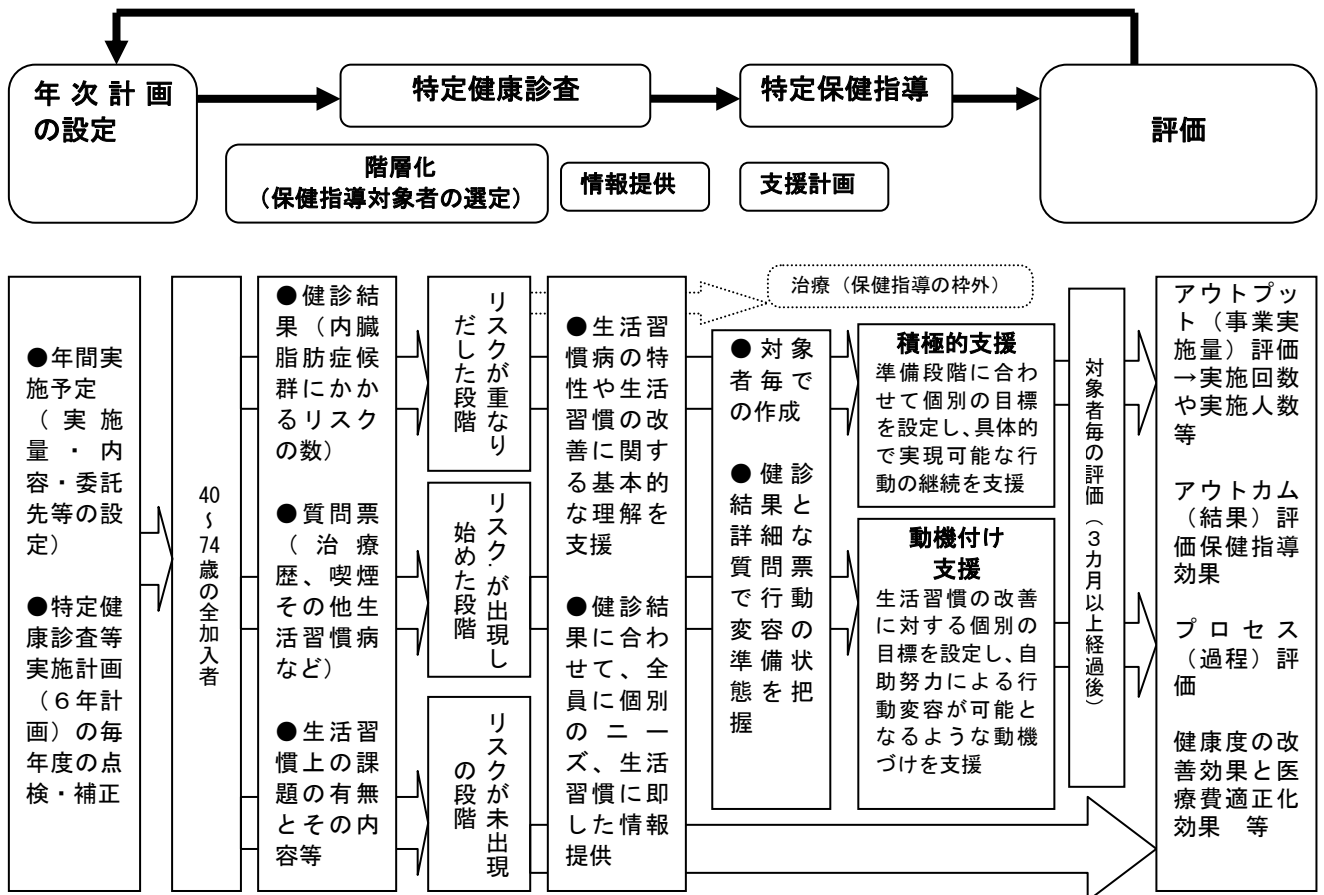 年次計画
の設定
特定健康診査
特定保健指導
評価
階層化
(保健指導対象者の選定)
情報提供
支援計画
●年間実
施予定
(実施
量・内
容・委託
先等の設
定)
●特定健
康診査等
実施計画
(6年計
画)の毎
年度の点
検・補正
40~74歳の全加入者
●健診結
果(内臓
脂肪症候
群にかか
るリスク
の数)
●質問票
(治療
歴、喫煙
その他生
活習慣病
など)
●生活習
慣上の課
題の有無
とその内
容等
リスクが重なり
だした段階
リスクが出現し
始めた段階
リスクが未出現
の段階
●生活習
慣病の特
性や生活
習慣の改
善に関す
る基本的
な理解を
支援
●健診結
果に合わ
せて、全
員に個別
のニー
ズ、生活
習慣に即
した情報
提供
治療(保健指導の枠外)
●対象
者毎で
の作成
●健診
結果と
詳細な
質問票
で行動
変容の
準備状
態を把
握
積極的支援
準備段階に合わ
せて個別の目標
を設定し、具体的
で実現可能な行
動の継続を支援
動機付け
支援
生活習慣の改善
に対する個別の
目標を設定し、自
助努力による行
動変容が可能と
なるような動機
づけを支援
対象者毎の評価(3カ月以上経過後)
アウトプッ
ト(事業実
施量)評価
→実施回数
や実施人数
等
アウトカム
(結果)評
価保健指導
効果
プロセス
(過程)評
価
健康度の改
善効果と医
療費適正化
効果 等